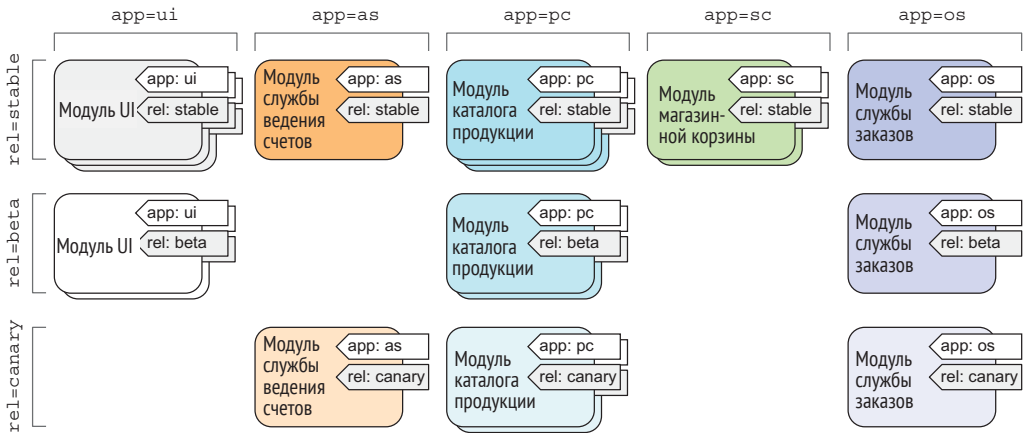 app=ui
app=as
app=pc
app=sc
app=os
rel=stable
Модуль UI
app: ui
rel: stable
Модуль
службы
ведения
счетов
app: as
rel: stable
Модуль
каталога
продукции
app: pc
rel: stable
Модуль
магазин-
ной корзины
app: sc
rel: stable
Модуль
службы
заказов
app: os
rel: stable
rel=beta
Модуль UI
app: ui
rel: beta
Модуль
каталога
продукции
app: pc
rel: beta
Модуль
службы
заказов
app: os
rel: beta
rel=canary
Модуль
службы
ведения
счетов
app: as
rel: canary
Модуль
каталога
продукции
app: pc
rel: canary
Модуль
службы
заказов
app: os
rel: canary